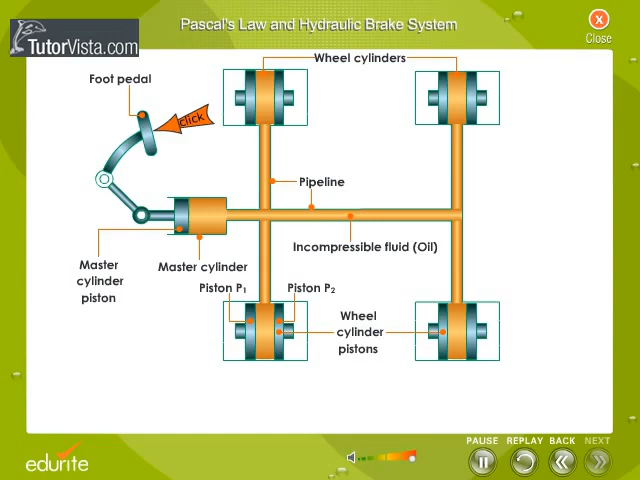 Pascal's Law and Hydraulic Brake System
Close
TutorVista.com
Wheel cylinders
Foot pedal
click
Pipeline
Incompressible fluid (Oil)
Master
cylinder
piston
Master cylinder
Piston P₁
Piston P₂
Wheel
cylinder
pistons
PAUSE REPLAY BACK NEXT
edurite